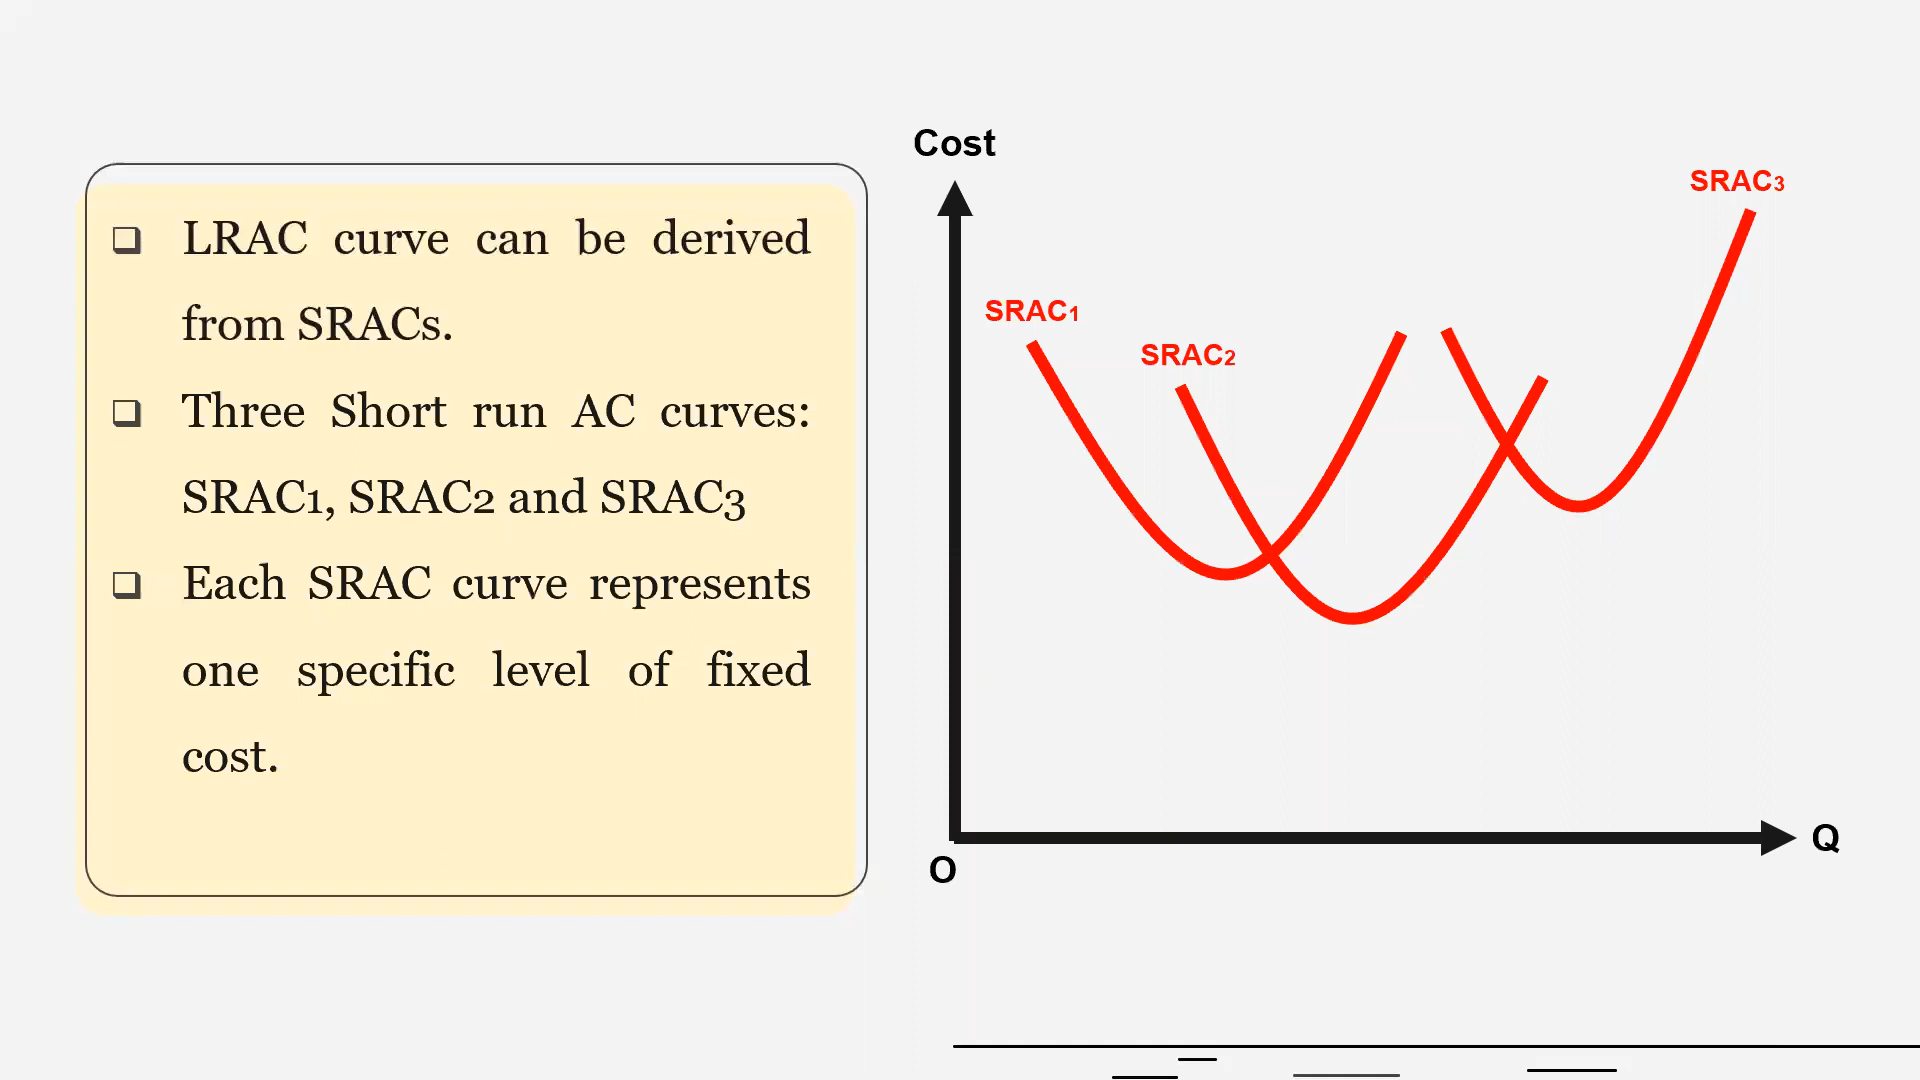 LRAC curve can be derived
from SRACs.
Three Short run AC curves:
SRAC1, SRAC2 and SRAC3
Each SRAC curve represents
one specific level of fixed
cost.
Cost
SRAC3
SRAC1
SRAC2
Q
O